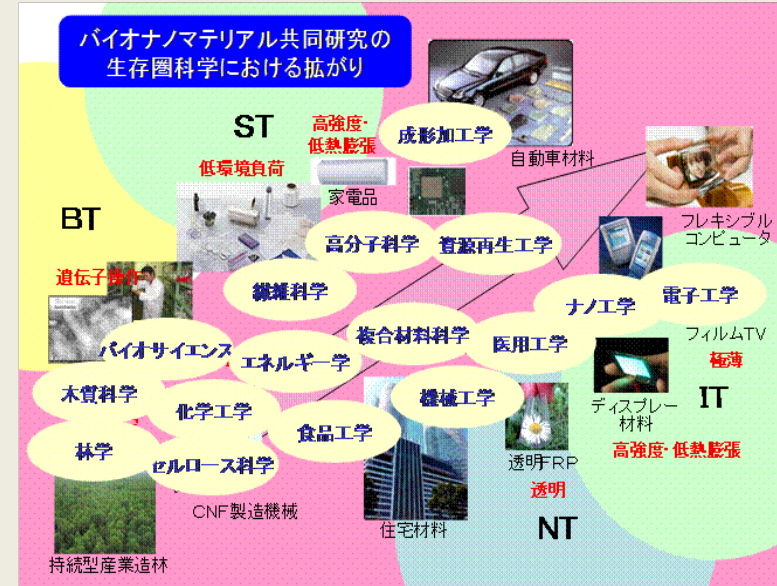 バイオナノマテリアル共同研究の
生存圏科学における拡がり
ST
高強度・
低熱膨張
成形加工学
自動車材料
低環境負荷
家電品
BT
フレキシブル
コンピュータ
高分子科学
資源再生工学
遺伝子操作
繊維科学
ナノ工学
電子工学
バイオサイエンス
エネルギー学
複合材料科学
医用工学
フィルムTV
極薄
木質科学
化学工学
機械工学
ディスプレー
材料
IT
林学
セルロース科学
食品工学
高強度・低熱膨張
透明FRP
透明
CNF製造機械
住宅材料
NT
持続型産業造林